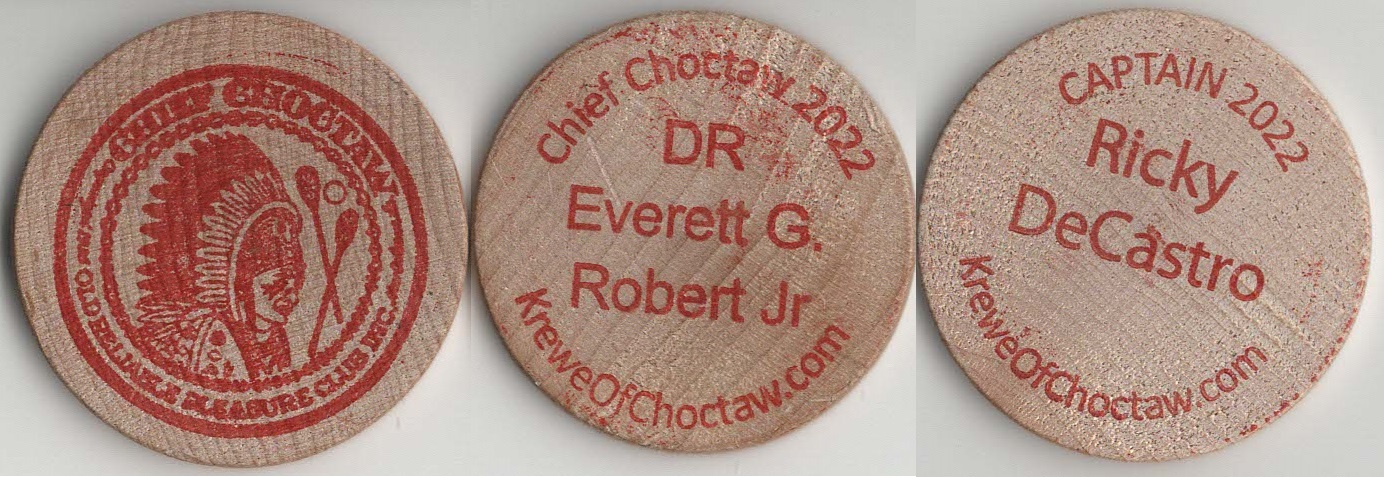 CHIEF CHOCTAW
OLD RELIABLE PLEASURE CLUB INC.
Chief Choctaw 2022
DR
Everett G.
Robert Jr
KreweOfChoctaw.com
CAPTAIN 2022
Ricky
DeCastro
KreweOfChoctaw.com